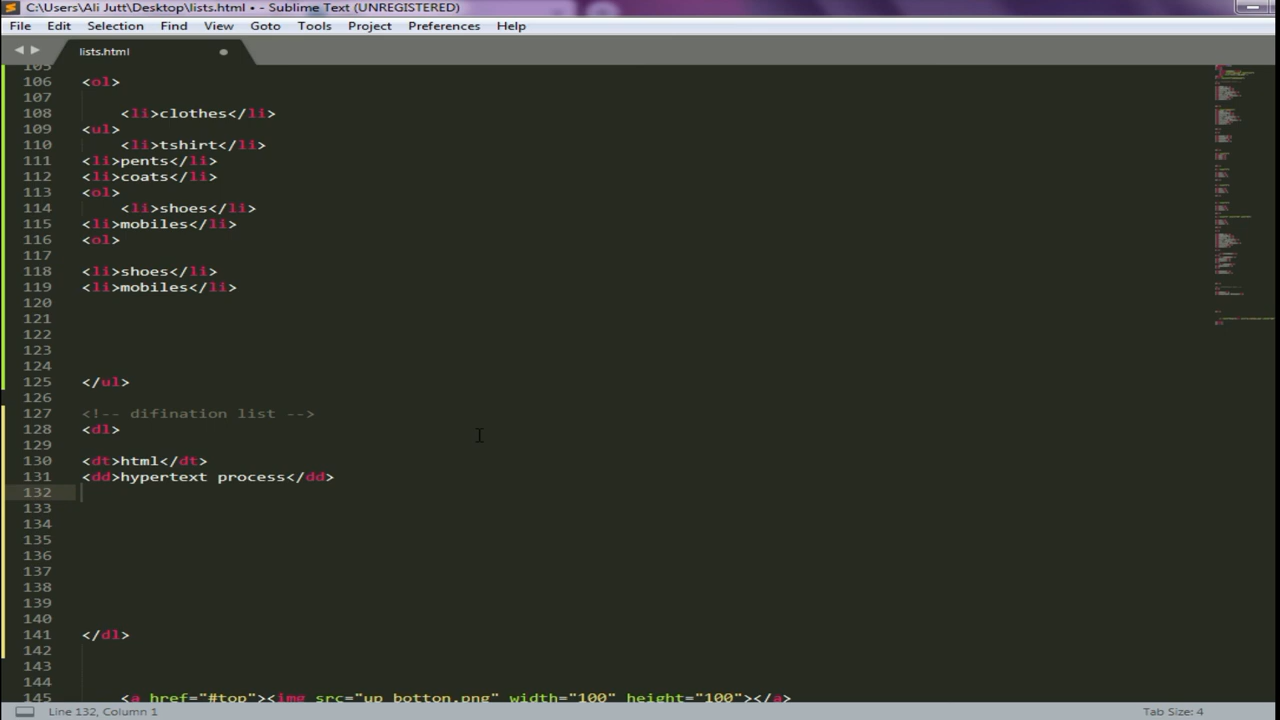 C:\Users\Ali Jutt\Desktop\lists.html • - Sublime Text (UNREGISTERED)
File Edit Selection Find View Goto Tools Project Preferences Help
lists.html
105
106 <ol>
107
108 <li>clothes</li>
109 <ul>
110 <li>tshirt</li>
111 <li>pents</li>
112 <li>coats</li>
113 <ol>
114 <li>shoes</li>
115 <li>mobiles</li>
116 <ol>
117
118 <li>shoes</li>
119 <li>mobiles</li>
120
121
122
123
124
125 </ul>
126
127 <!-- difination list -->
128 <dl>
129
130 <dt>html</dt>
131 <dd>hypertext process</dd>
132
133
134
135
136
137
138
139
140
141 </dl>
142
143
144
145 <a href="#top"><img src="up botton.png" width="100" height="100"></a>
Line 132, Column 1 Tab Size: 4